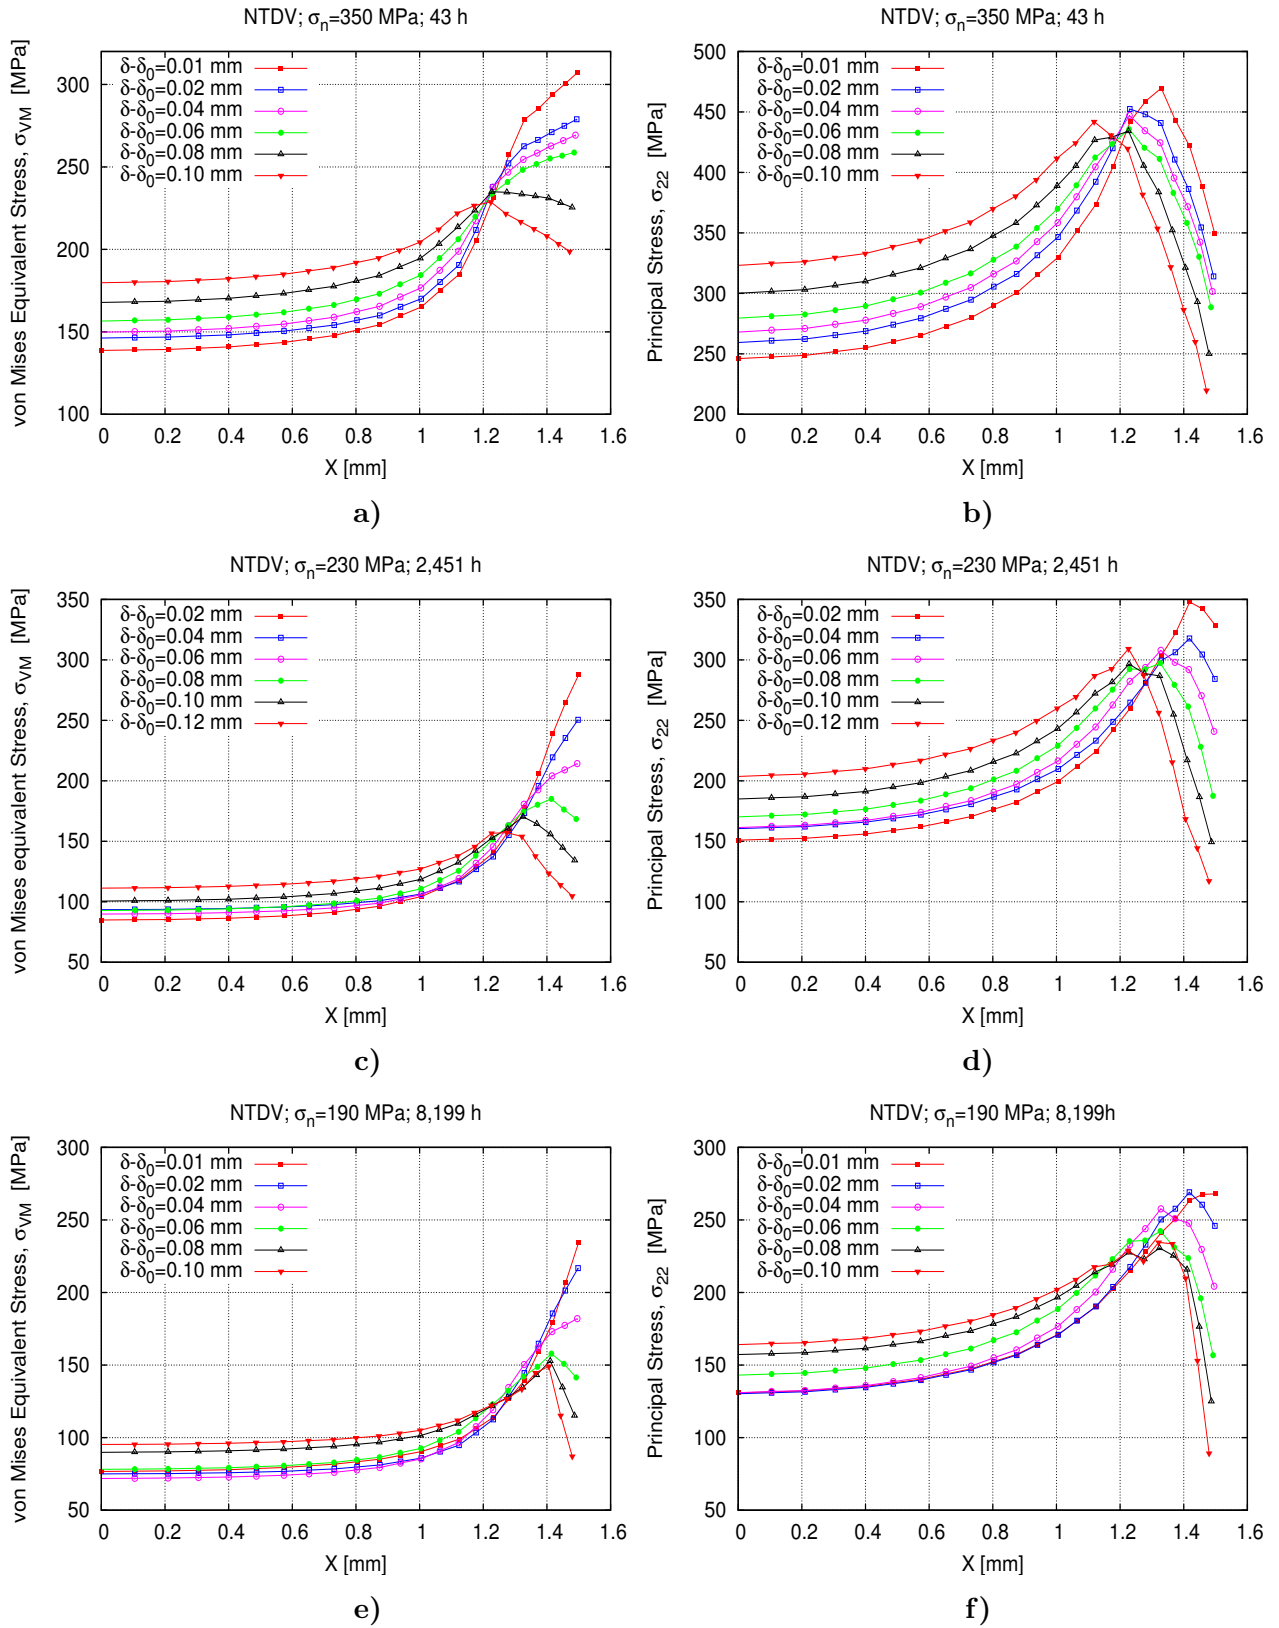 NTDV; σn=350 MPa; 43 h
von Mises Equivalent Stress, σVM [MPa]
300
250
200
150
100
δ-δ0=0.01 mm
δ-δ0=0.02 mm
δ-δ0=0.04 mm
δ-δ0=0.06 mm
δ-δ0=0.08 mm
δ-δ0=0.10 mm
0 0.2 0.4 0.6 0.8 1 1.2 1.4 1.6
X [mm]
a)
NTDV; σn=350 MPa; 43 h
Principal Stress, σ22 [MPa]
500
450
400
350
300
250
200
δ-δ0=0.01 mm
δ-δ0=0.02 mm
δ-δ0=0.04 mm
δ-δ0=0.06 mm
δ-δ0=0.08 mm
δ-δ0=0.10 mm
0 0.2 0.4 0.6 0.8 1 1.2 1.4 1.6
X [mm]
b)
NTDV; σn=230 MPa; 2,451 h
von Mises equivalent Stress, σVM [MPa]
350
300
250
200
150
100
50
δ-δ0=0.02 mm
δ-δ0=0.04 mm
δ-δ0=0.06 mm
δ-δ0=0.08 mm
δ-δ0=0.10 mm
δ-δ0=0.12 mm
0 0.2 0.4 0.6 0.8 1 1.2 1.4 1.6
X [mm]
c)
NTDV; σn=230 MPa; 2,451 h
Principal Stress, σ22 [MPa]
350
300
250
200
150
100
50
δ-δ0=0.02 mm
δ-δ0=0.04 mm
δ-δ0=0.06 mm
δ-δ0=0.08 mm
δ-δ0=0.10 mm
δ-δ0=0.12 mm
0 0.2 0.4 0.6 0.8 1 1.2 1.4 1.6
X [mm]
d)
NTDV; σn=190 MPa; 8,199 h
von Mises Equivalent Stress, σVM [MPa]
300
250
200
150
100
50
δ-δ0=0.01 mm
δ-δ0=0.02 mm
δ-δ0=0.04 mm
δ-δ0=0.06 mm
δ-δ0=0.08 mm
δ-δ0=0.10 mm
0 0.2 0.4 0.6 0.8 1 1.2 1.4 1.6
X [mm]
e)
NTDV; σn=190 MPa; 8,199h
Principal Stress, σ22 [MPa]
300
250
200
150
100
50
δ-δ0=0.01 mm
δ-δ0=0.02 mm
δ-δ0=0.04 mm
δ-δ0=0.06 mm
δ-δ0=0.08 mm
δ-δ0=0.10 mm
0 0.2 0.4 0.6 0.8 1 1.2 1.4 1.6
X [mm]
f)